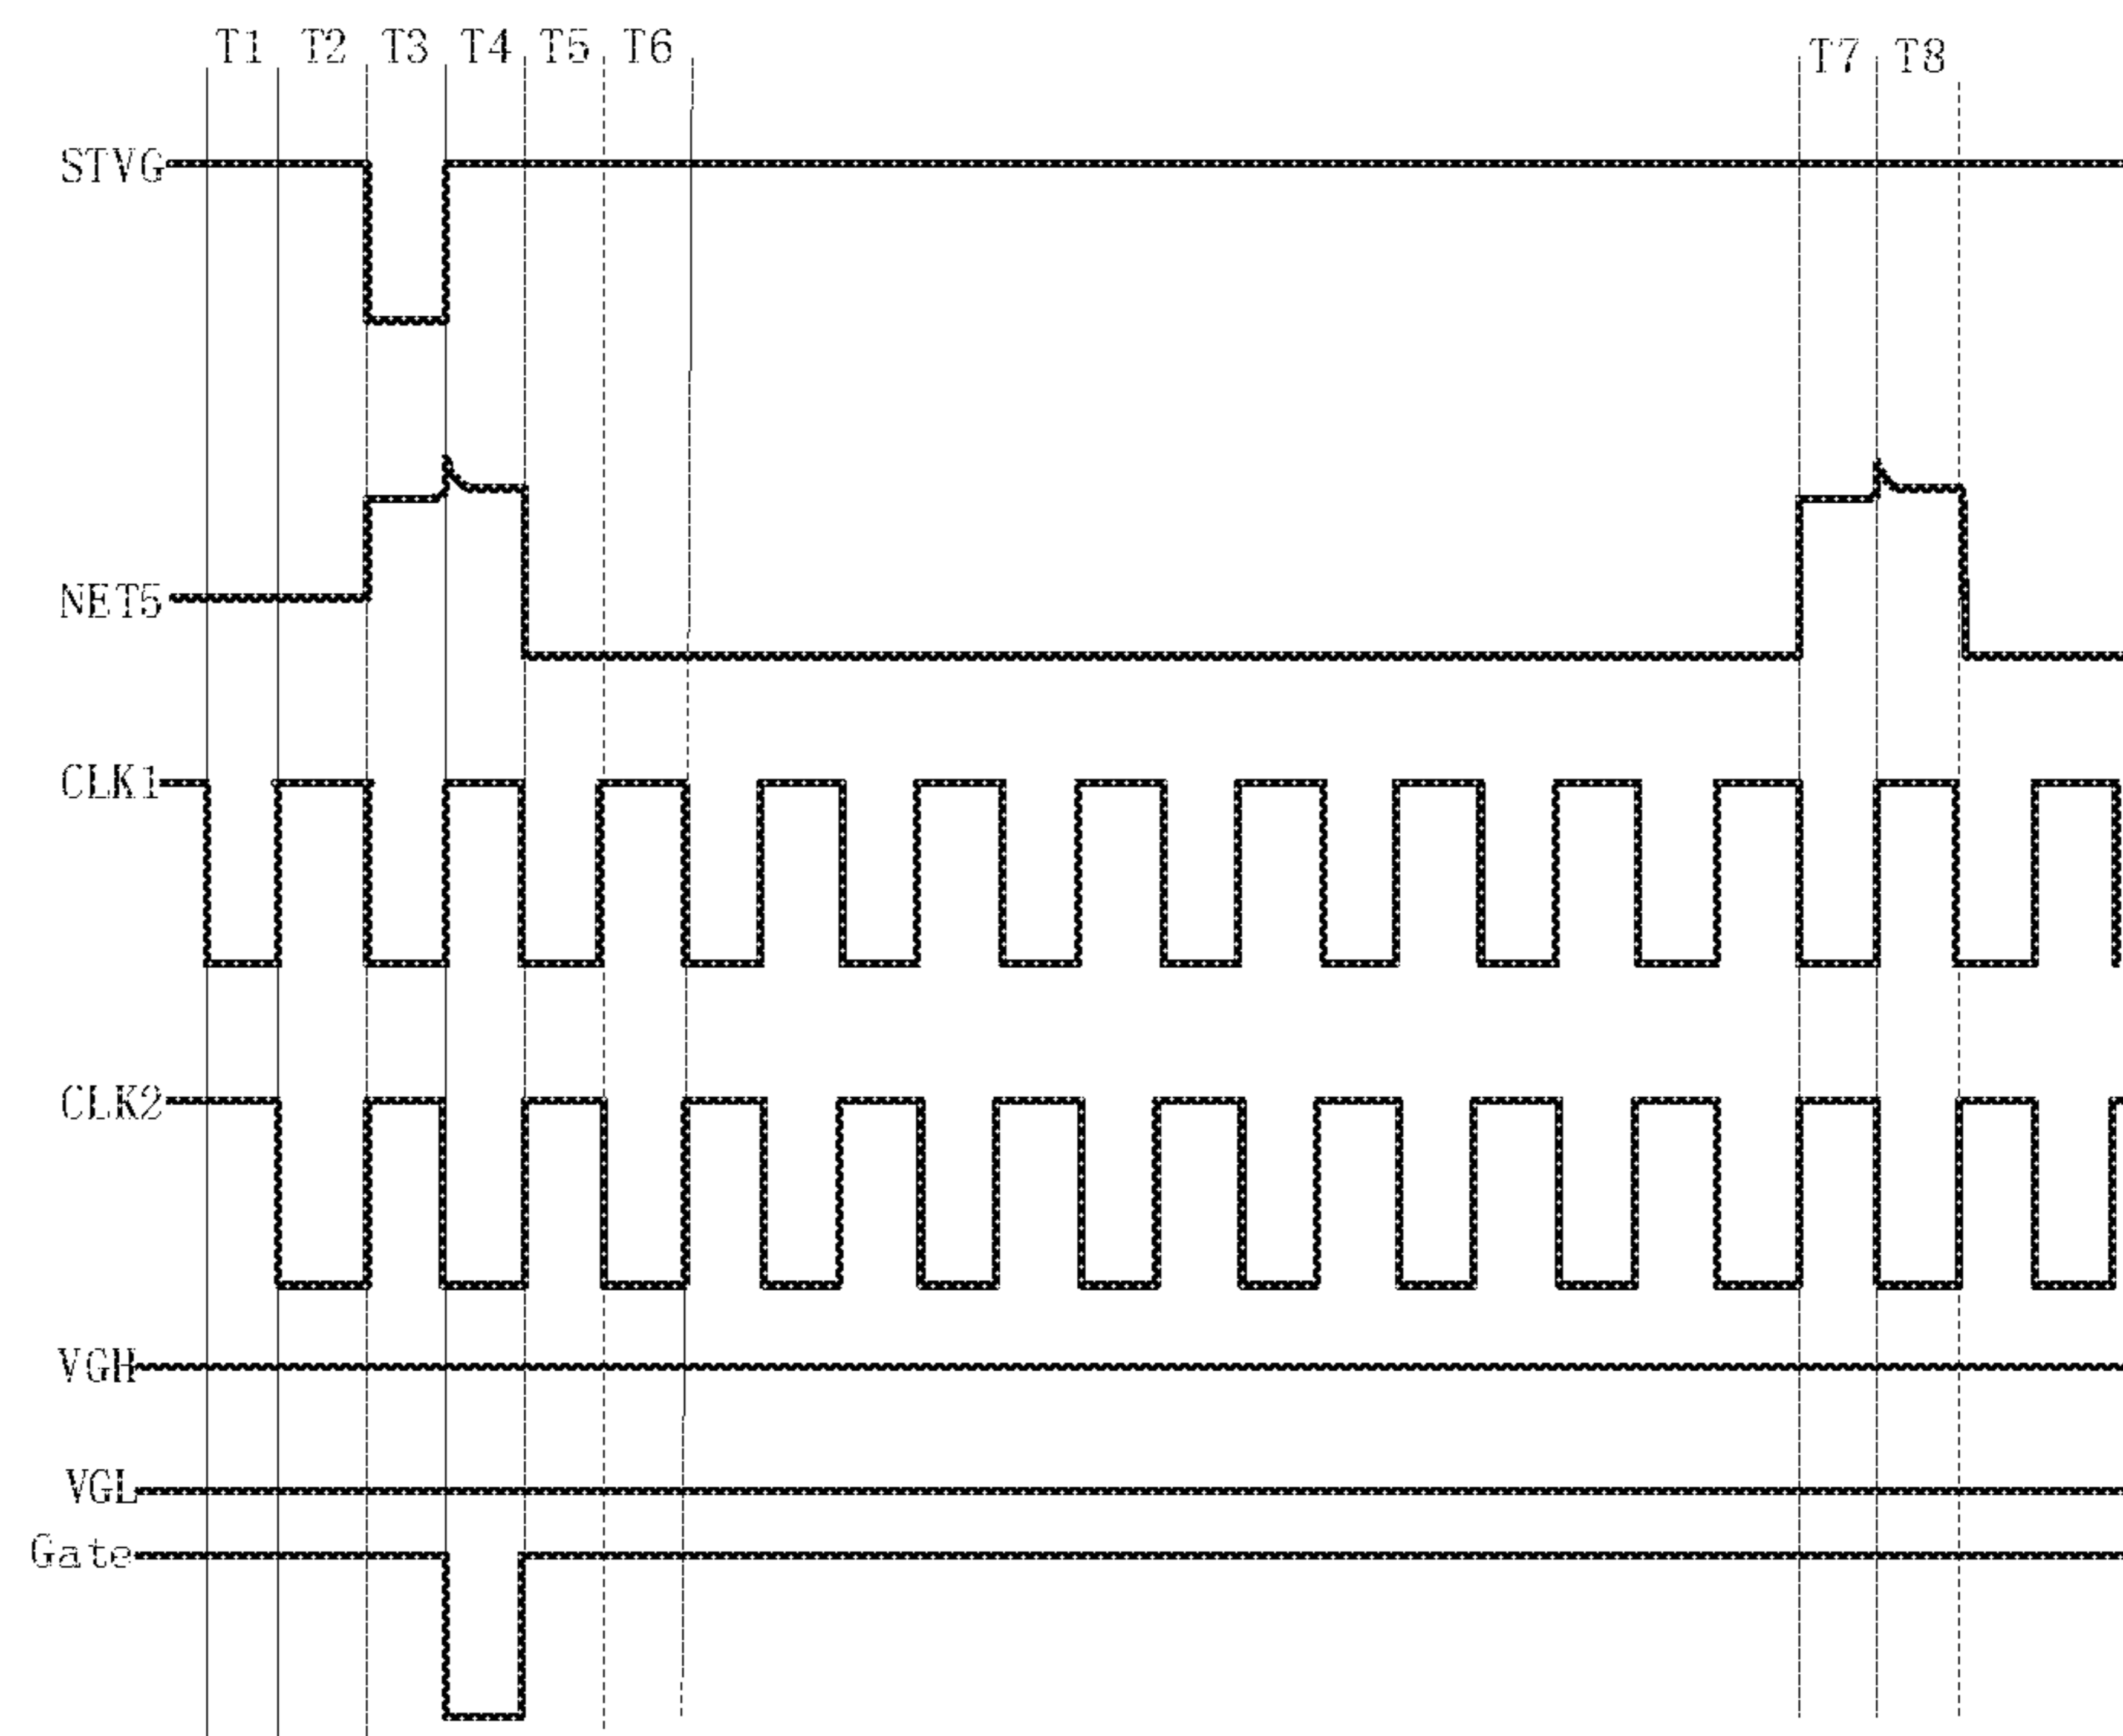 T1 T2 T3 T4 T5 T6 T7 T8
STVG
NET5
CLK1
CLK2
VGH
VGL
Gate